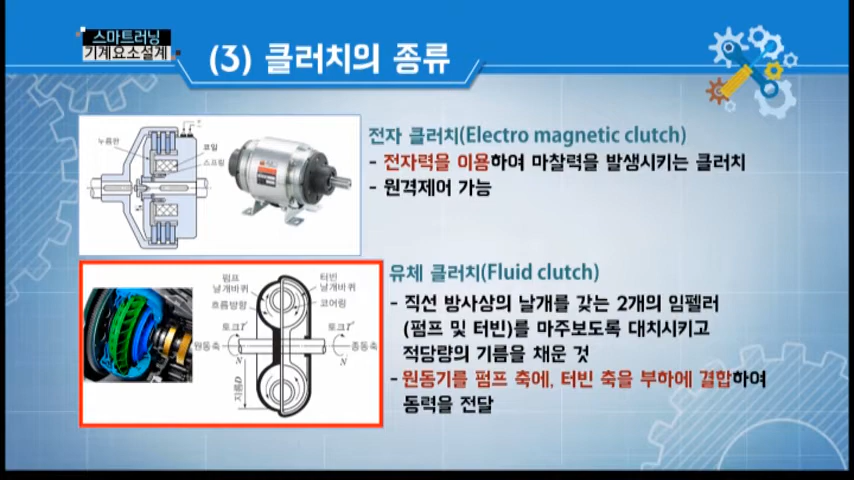 스마트러닝
기계요소설계
(3) 클러치의 종류
누름판
코일
스프링
전자 클러치(Electro magnetic clutch)
- 전자력을 이용하여 마찰력을 발생시키는 클러치
- 원격제어 가능
펌프
날개바퀴
흐름방향
터빈
날개바퀴
코어링
토크T
토크T'
원동축
종동축
N
N'
지름D
유체 클러치(Fluid clutch)
- 직선 방사상의 날개를 갖는 2개의 임펠러
(펌프 및 터빈)를 마주보도록 대치시키고
적당량의 기름을 채운 것
- 원동기를 펌프 축에, 터빈 축을 부하에 결합하여
동력을 전달